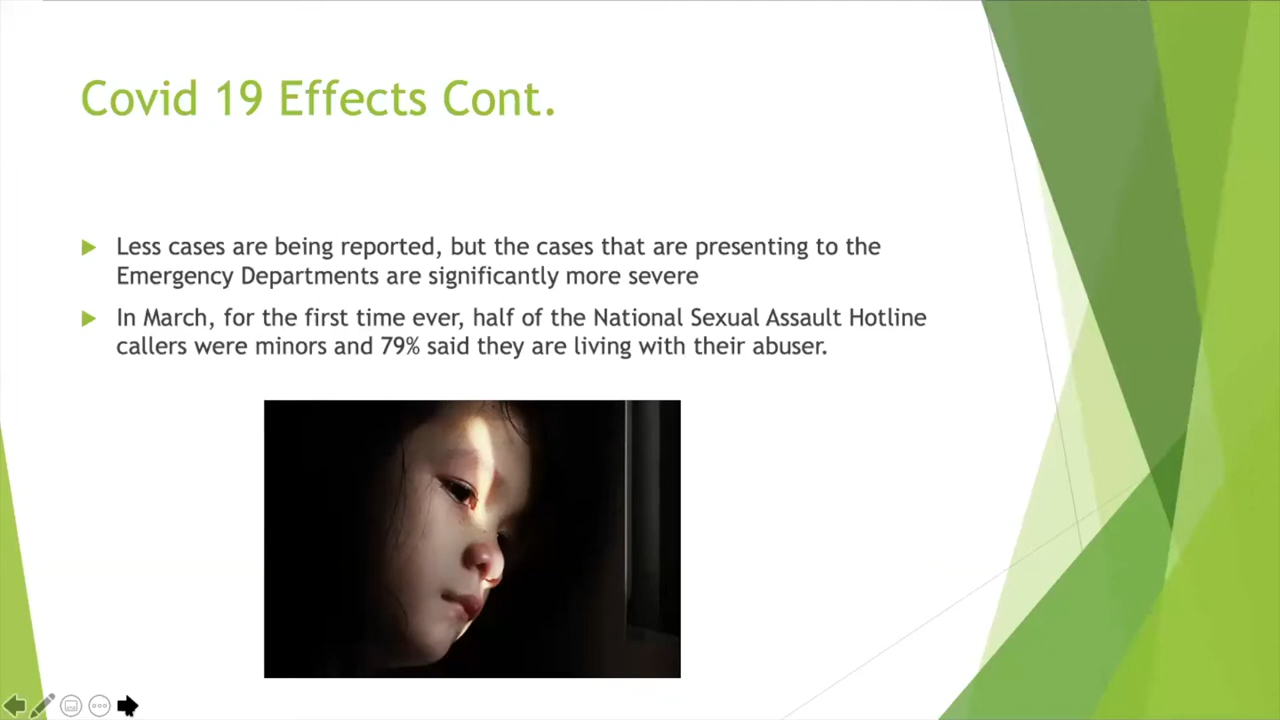 Covid 19 Effects Cont.
Less cases are being reported, but the cases that are presenting to the
Emergency Departments are significantly more severe
In March, for the first time ever, half of the National Sexual Assault Hotline
callers were minors and 79% said they are living with their abuser.